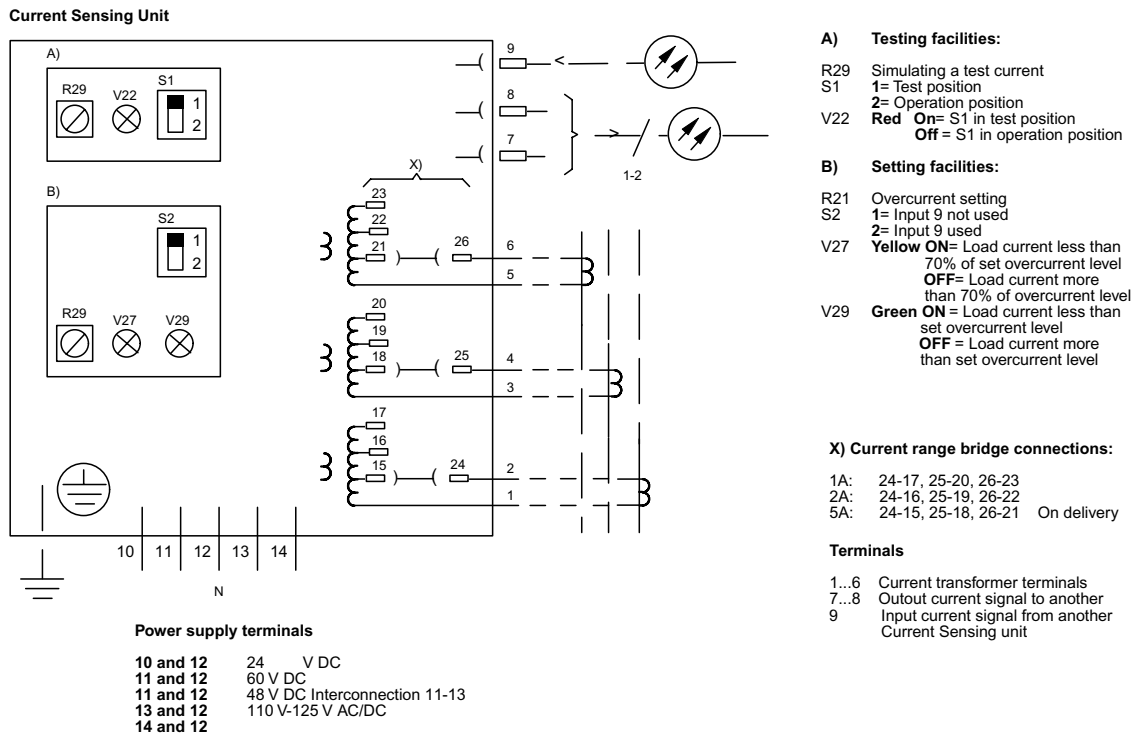 Current Sensing Unit
A)
R29
V22
S1
1
2
B)
S2
1
2
R29
V27
V29
X)
23
22
21
26
6
5
20
19
18
25
4
3
17
16
15
24
2
1
9
8
7
1-2
10
11
12
13
14
N
Power supply terminals
10 and 12 24 V DC
11 and 12 60 V DC
11 and 12 48 V DC Interconnection 11-13
13 and 12 110 V-125 V AC/DC
14 and 12
A) Testing facilities:
R29 Simulating a test current
S1 1= Test position
2= Operation position
V22 Red On= S1 in test position
Off = S1 in operation position
B) Setting facilities:
R21 Overcurrent setting
S2 1= Input 9 not used
2= Input 9 used
V27 Yellow ON= Load current less than
70% of set overcurrent level
OFF= Load current more
than 70% of overcurrent level
V29 Green ON = Load current less than
set overcurrent level
OFF = Load current more
than set overcurrent level
X) Current range bridge connections:
1A: 24-17, 25-20, 26-23
2A: 24-16, 25-19, 26-22
5A: 24-15, 25-18, 26-21 On delivery
Terminals
1...6 Current transformer terminals
7...8 Outout current signal to another
9 Input current signal from another
Current Sensing unit